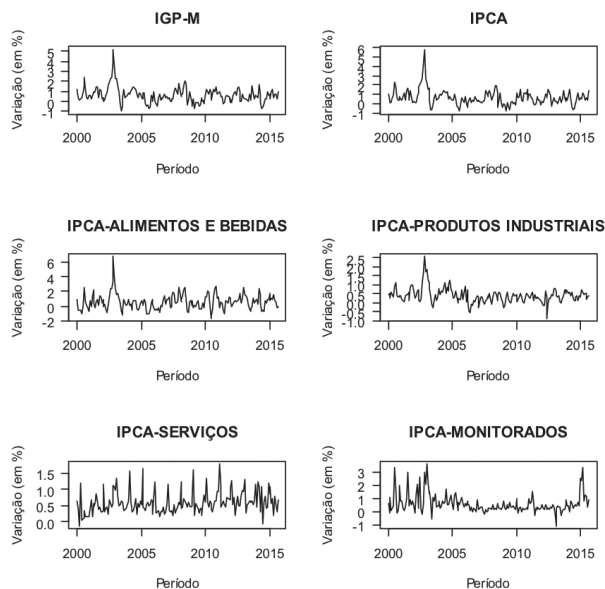 IGP-M
Variação (em %)
5
4
3
2
1
0
-1
2000 2005 2010 2015
Período
IPCA
Variação (em %)
6
5
4
3
2
1
0
-1
2000 2005 2010 2015
Período
IPCA-ALIMENTOS E BEBIDAS
Variação (em %)
6
4
2
0
-2
2000 2005 2010 2015
Período
IPCA-PRODUTOS INDUSTRIAIS
Variação (em %)
2.5
2.0
1.5
1.0
0.5
0.0
-0.5
-1.0
2000 2005 2010 2015
Período
IPCA-SERVIÇOS
Variação (em %)
1.5
1.0
0.5
0.0
2000 2005 2010 2015
Período
IPCA-MONITORADOS
Variação (em %)
3
2
1
0
-1
2000 2005 2010 2015
Período